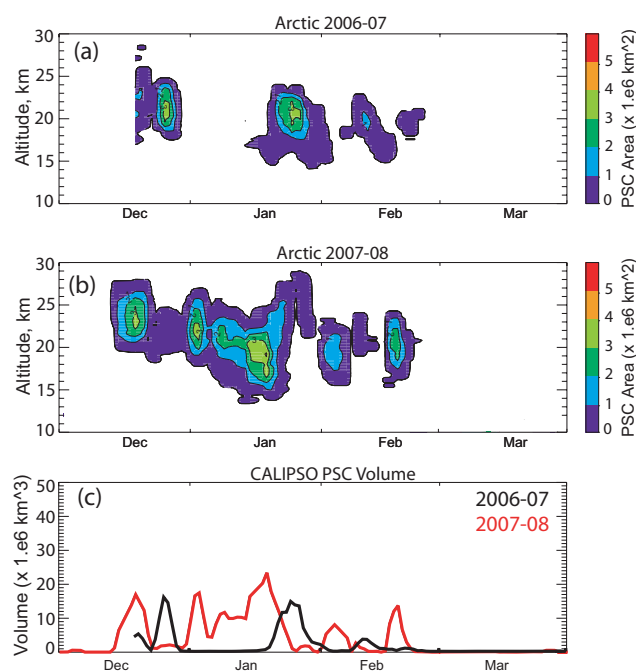 Arctic 2006-07
(a)
Altitude, km
30
25
20
15
10
Dec
Jan
Feb
Mar
PSC Area (x 1.e6 km^2)
5
4
3
2
1
0
Arctic 2007-08
(b)
Altitude, km
30
25
20
15
10
Dec
Jan
Feb
Mar
PSC Area (x 1.e6 km^2)
5
4
3
2
1
0
CALIPSO PSC Volume
(c)
2006-07
2007-08
Volume (x 1.e6 km^3)
50
40
30
20
10
0
Dec
Jan
Feb
Mar